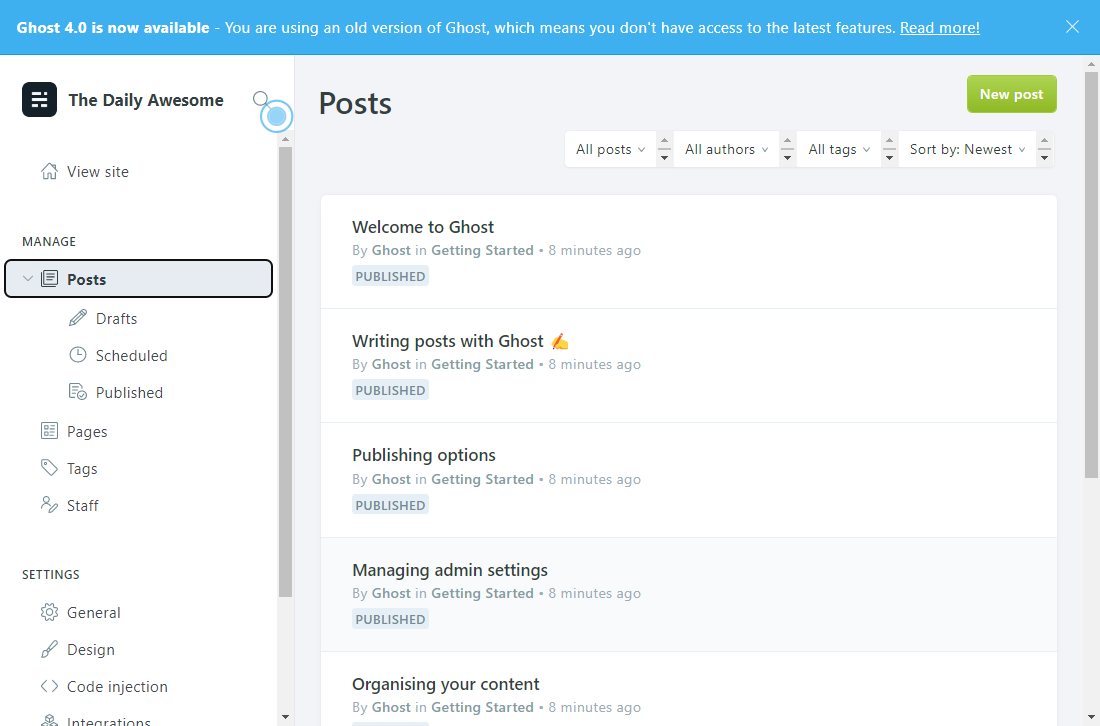 Ghost 4.0 is now available - You are using an old version of Ghost, which means you don't have access to the latest features. Read more!
The Daily Awesome
View site
MANAGE
Posts
Drafts
Scheduled
Published
Pages
Tags
Staff
SETTINGS
General
Design
Code injection
Integrations
Posts
New post
All posts
All authors
All tags
Sort by: Newest
Welcome to Ghost
By Ghost in Getting Started • 8 minutes ago
PUBLISHED
Writing posts with Ghost ✍️
By Ghost in Getting Started • 8 minutes ago
PUBLISHED
Publishing options
By Ghost in Getting Started • 8 minutes ago
PUBLISHED
Managing admin settings
By Ghost in Getting Started • 8 minutes ago
PUBLISHED
Organising your content
By Ghost in Getting Started • 8 minutes ago